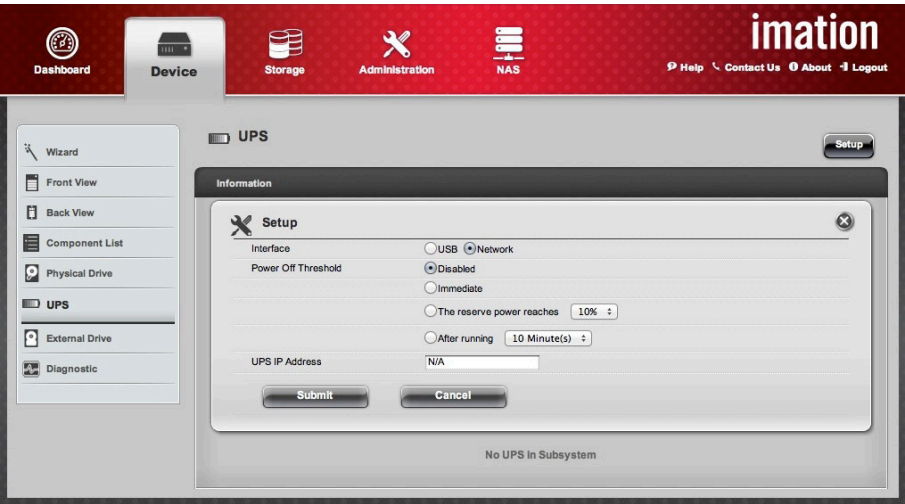 imation
Dashboard
Device
Storage
Administration
NAS
Help Contact Us About Logout
Wizard
Front View
Back View
Component List
Physical Drive
UPS
External Drive
Diagnostic
UPS
Setup
Information
Setup
Interface USB Network
Power Off Threshold Disabled
Immediate
The reserve power reaches 10%
After running 10 Minute(s)
UPS IP Address N/A
Submit Cancel
No UPS in Subsystem